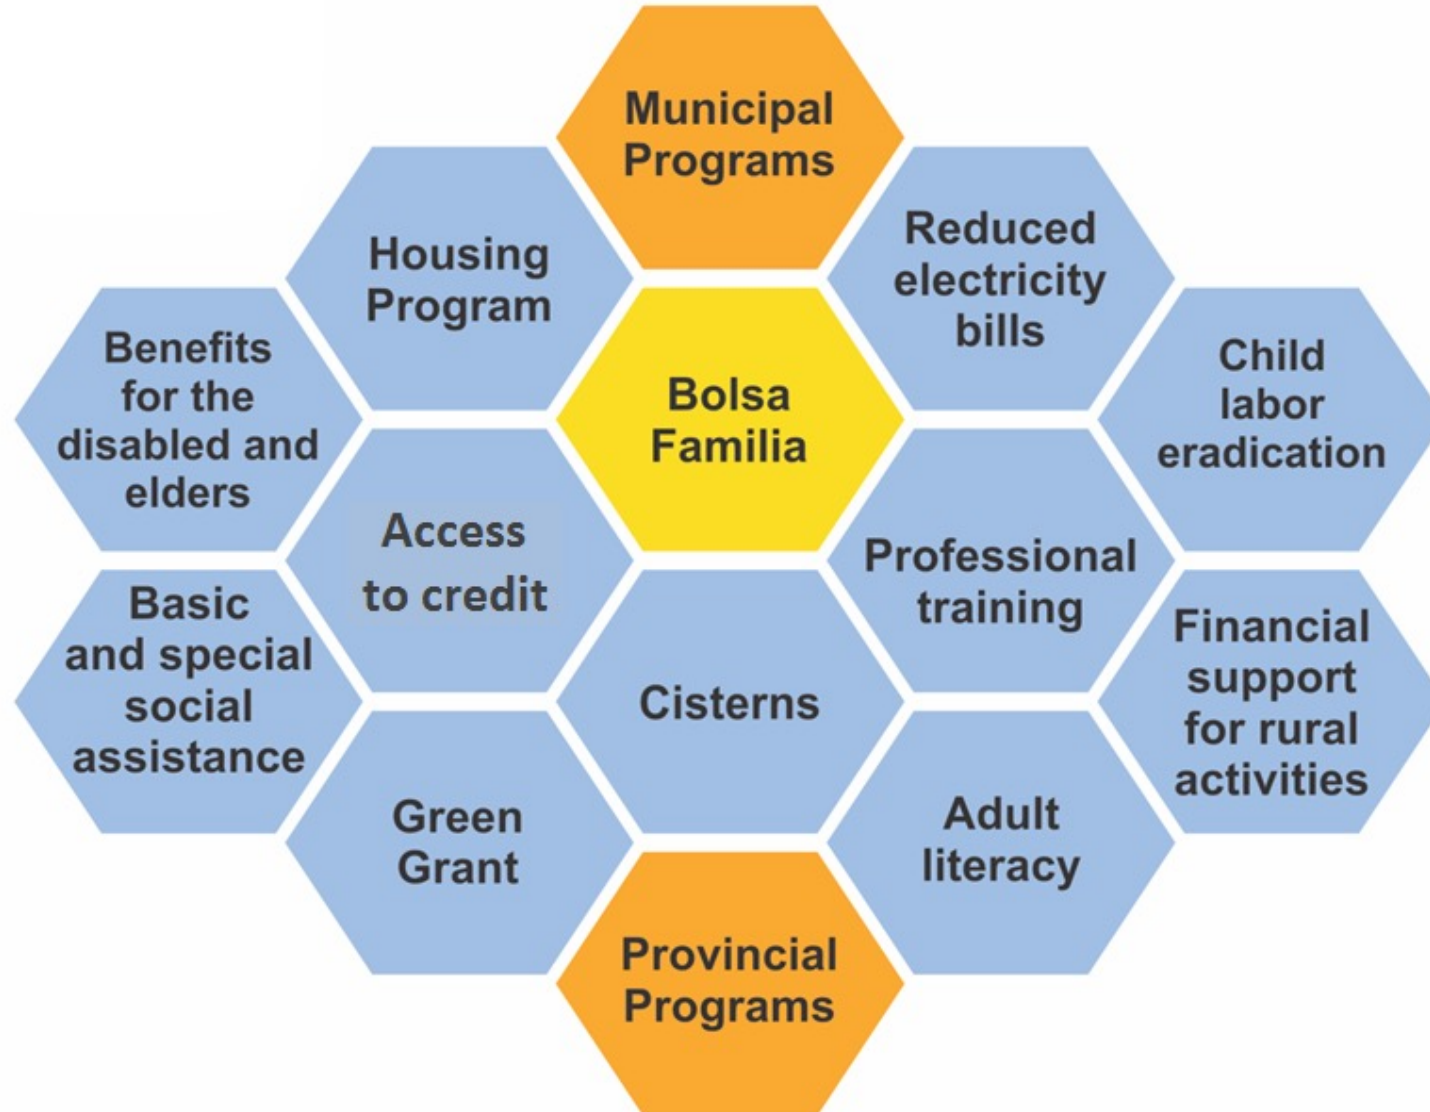 Municipal
Programs
Housing
Program
Reduced
electricity
bills
Benefits
for the
disabled and
elders
Bolsa
Familia
Child
labor
eradication
Access
to credit
Professional
training
Basic
and special
social
assistance
Cisterns
Financial
support
for rural
activities
Green
Grant
Adult
literacy
Provincial
Programs